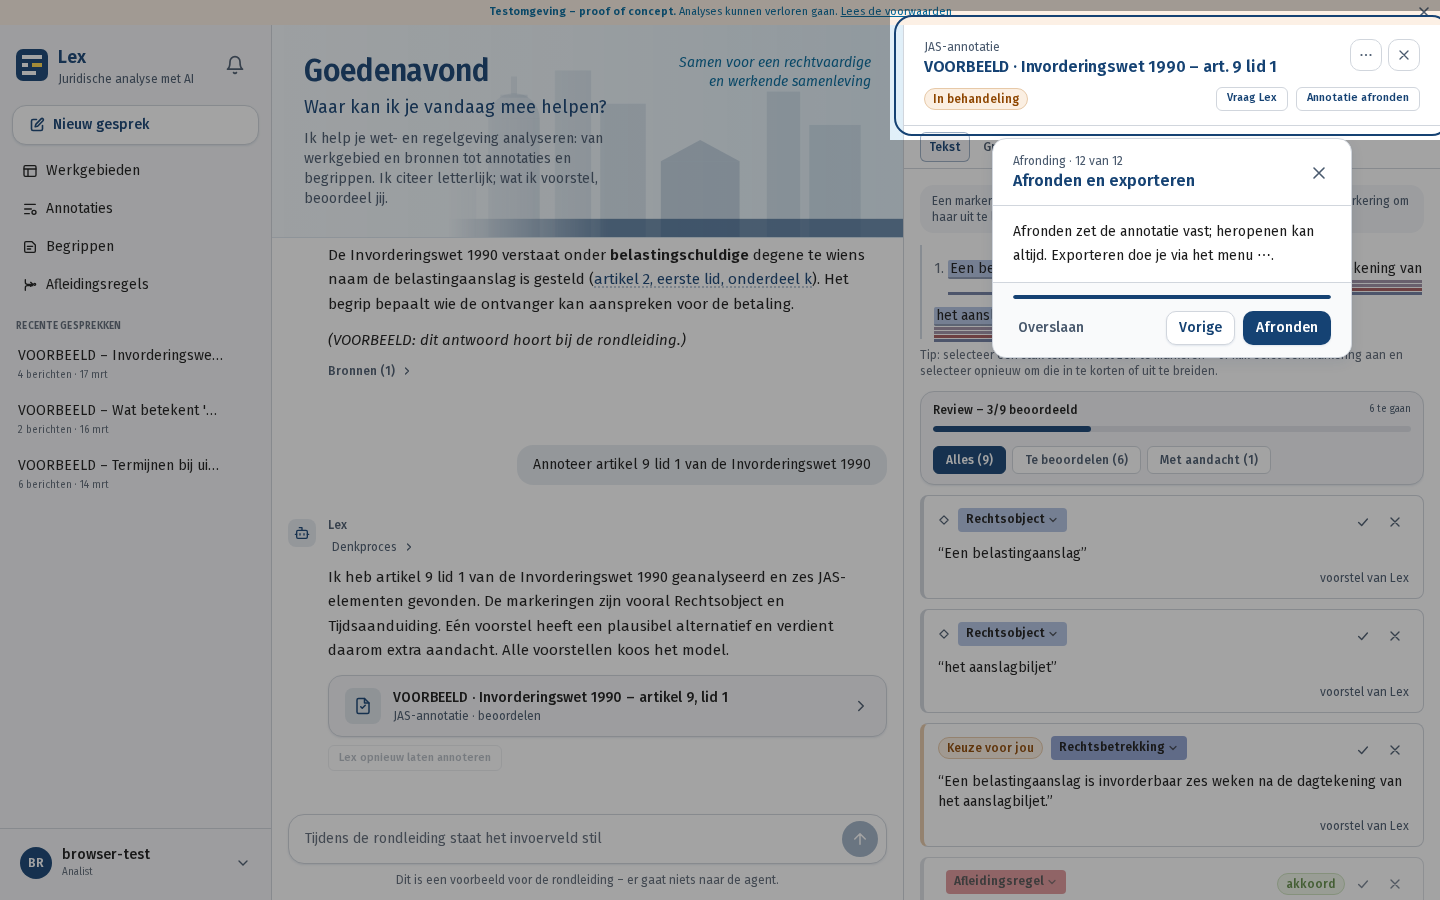 Testomgeving – proof of concept. Analyses kunnen verloren gaan. Lees de voorwaarden
Lex
Juridische analyse met AI
Nieuw gesprek
Werkgebieden
Annotaties
Begrippen
Afleidingsregels
RECENTE GESPREKKEN
VOORBEELD – Invorderingswe…
4 berichten · 17 mrt
VOORBEELD – Wat betekent '…
2 berichten · 16 mrt
VOORBEELD – Termijnen bij ui…
6 berichten · 14 mrt
BR
browser-test
Analist
Goedenavond
Waar kan ik je vandaag mee helpen?
Ik help je wet- en regelgeving analyseren: van
werkgebied en bronnen tot annotaties en
begrippen. Ik citeer letterlijk; wat ik voorstel,
beoordeel jij.
Samen voor een rechtvaardige
en werkende samenleving
De Invorderingswet 1990 verstaat onder belastingschuldige degene te wiens
naam de belastingaanslag is gesteld (artikel 2, eerste lid, onderdeel k). Het
begrip bepaalt wie de ontvanger kan aanspreken voor de betaling.
(VOORBEELD: dit antwoord hoort bij de rondleiding.)
Bronnen (1)
Annoteer artikel 9 lid 1 van de Invorderingswet 1990
Lex
Denkproces
Ik heb artikel 9 lid 1 van de Invorderingswet 1990 geanalyseerd en zes JAS-
elementen gevonden. De markeringen zijn vooral Rechtsobject en
Tijdsaanduiding. Eén voorstel heeft een plausibel alternatief en verdient
daarom extra aandacht. Alle voorstellen koos het model.
VOORBEELD · Invorderingswet 1990 – artikel 9, lid 1
JAS-annotatie · beoordelen
Lex opnieuw laten annoteren
Tijdens de rondleiding staat het invoerveld stil
Dit is een voorbeeld voor de rondleiding – er gaat niets naar de agent.
JAS-annotatie
VOORBEELD · Invorderingswet 1990 – art. 9 lid 1
In behandeling
Vraag Lex
Annotatie afronden
Tekst
Een marker
rkering om
haar uit te
1. Een be
kening van
het aans
Afronding · 12 van 12
Afronden en exporteren
Afronden zet de annotatie vast; heropenen kan
altijd. Exporteren doe je via het menu ⋯.
Overslaan
Vorige
Afronden
Tip: selecteer
aan en
selecteer opnieuw om die in te korten of uit te breiden.
Review – 3/9 beoordeeld
6 te gaan
Alles (9)
Te beoordelen (6)
Met aandacht (1)
Rechtsobject
“Een belastingaanslag”
voorstel van Lex
Rechtsobject
“het aanslagbiljet”
voorstel van Lex
Keuze voor jou
Rechtsbetrekking
“Een belastingaanslag is invorderbaar zes weken na de dagtekening van
het aanslagbiljet.”
voorstel van Lex
Afleidingsregel
akkoord